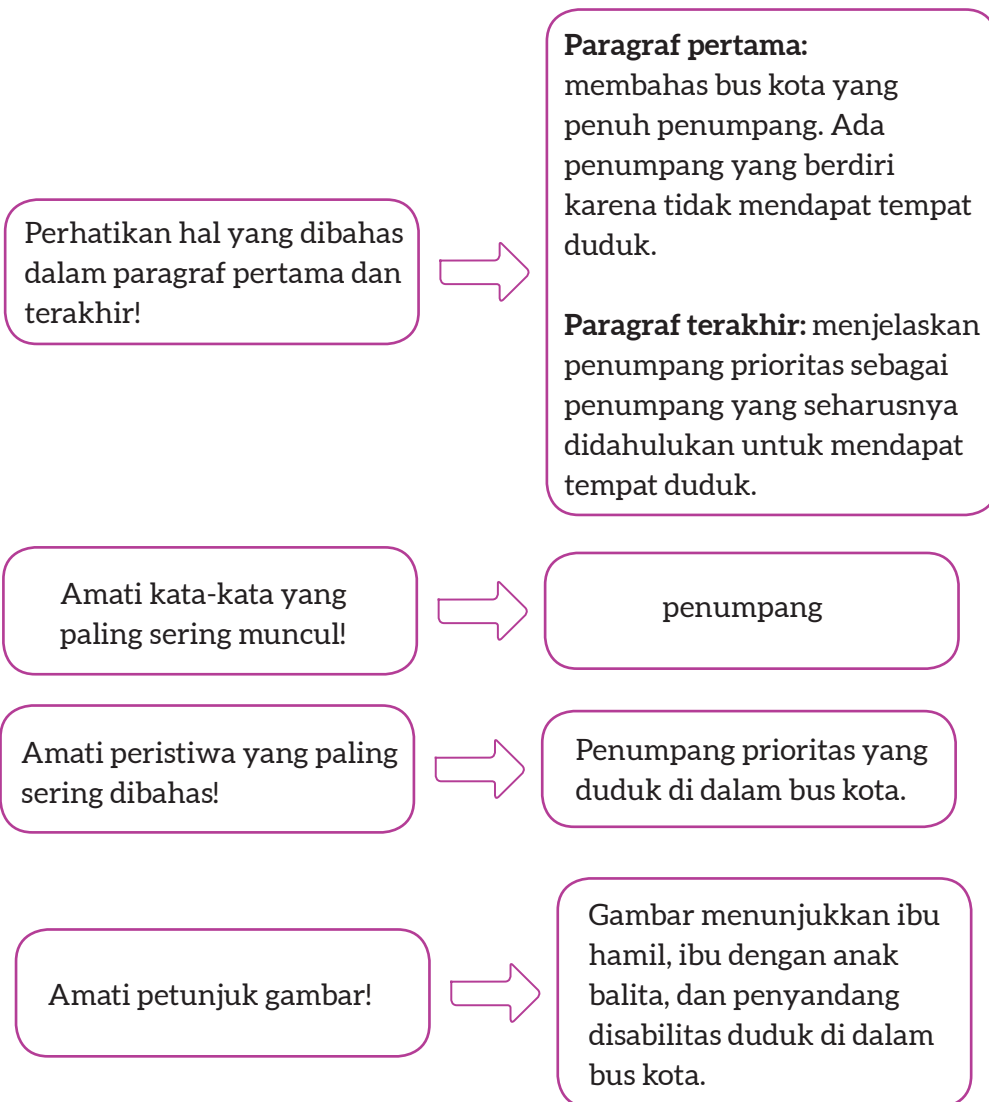 Perhatikan hal yang dibahas
dalam paragraf pertama dan
terakhir!
Paragraf pertama:
membahas bus kota yang
penuh penumpang. Ada
penumpang yang berdiri
karena tidak mendapat tempat
duduk.
Paragraf terakhir: menjelaskan
penumpang prioritas sebagai
penumpang yang seharusnya
didahulukan untuk mendapat
tempat duduk.
Amati kata-kata yang
paling sering muncul!
penumpang
Amati peristiwa yang paling
sering dibahas!
Penumpang prioritas yang
duduk di dalam bus kota.
Amati petunjuk gambar!
Gambar menunjukkan ibu
hamil, ibu dengan anak
balita, dan penyandang
disabilitas duduk di dalam
bus kota.